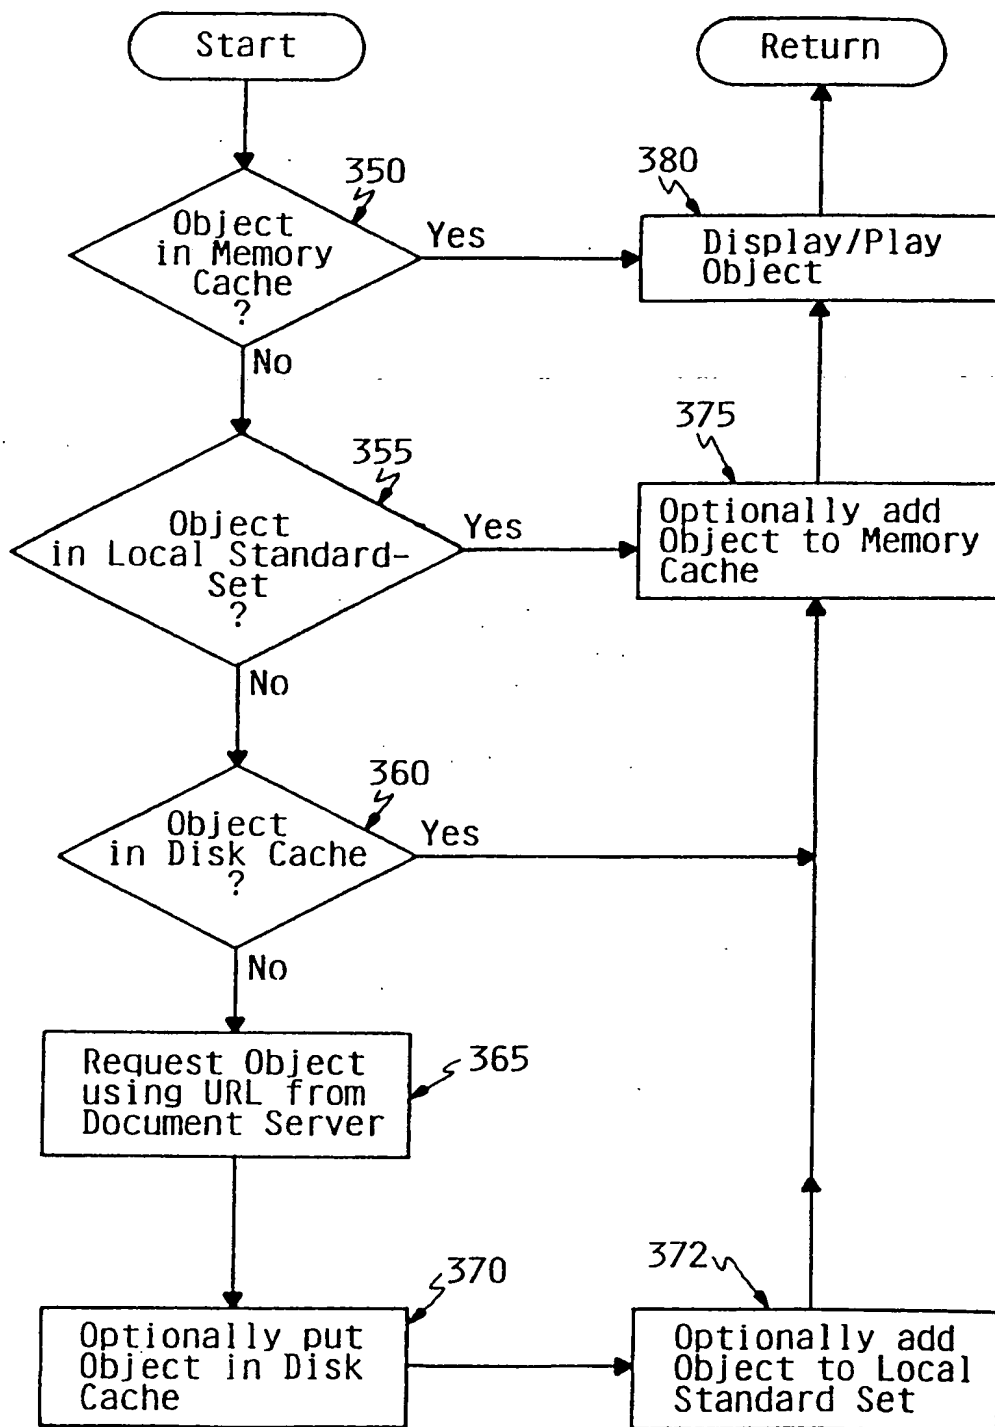 Start
Return
350
Object
in Memory
Cache
?
Yes
No
380
Display/Play
Object
355
Object
in Local Standard-
Set
?
Yes
No
375
Optionally add
Object to Memory
Cache
360
Object
in Disk Cache
?
Yes
No
Request Object
using URL from
Document Server
365
370
Optionally put
Object in Disk
Cache
372
Optionally add
Object to Local
Standard Set